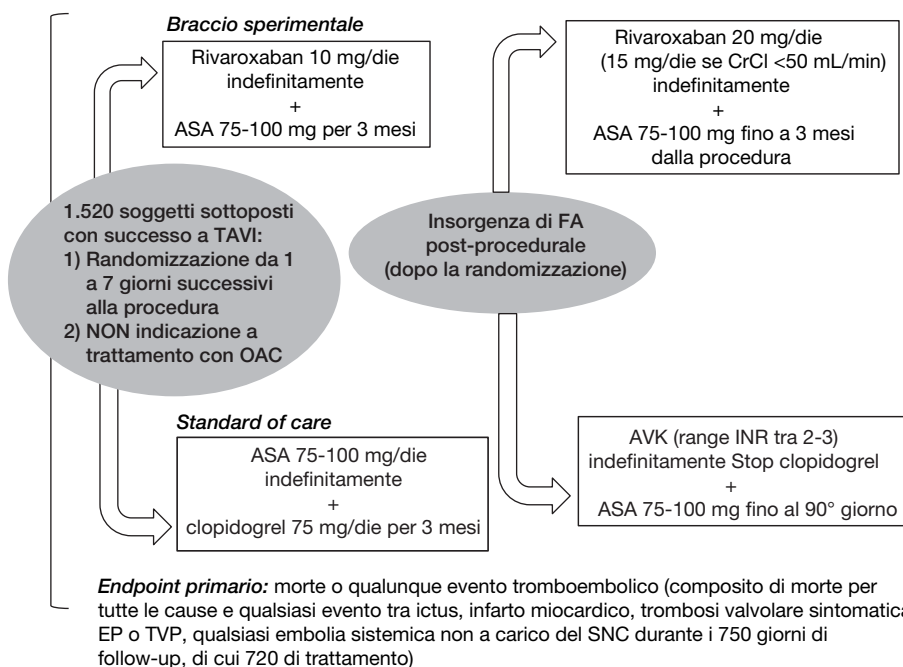 Braccio sperimentale
Rivaroxaban 10 mg/die
indefinitamente
+
ASA 75-100 mg per 3 mesi
Rivaroxaban 20 mg/die
(15 mg/die se CrCl <50 mL/min)
indefinitamente
+
ASA 75-100 mg fino a 3 mesi
dalla procedura
1.520 soggetti sottoposti
con successo a TAVI:
1) Randomizzazione da 1
a 7 giorni successivi
alla procedura
2) NON indicazione a
trattamento con OAC
Insorgenza di FA
post-procedurale
(dopo la randomizzazione)
Standard of care
ASA 75-100 mg/die
indefinitamente
+
clopidogrel 75 mg/die per 3 mesi
AVK (range INR tra 2-3)
indefinitamente Stop clopidogrel
+
ASA 75-100 mg fino al 90° giorno
Endpoint primario: morte o qualunque evento tromboembolico (composito di morte per
tutte le cause e qualsiasi evento tra ictus, infarto miocardico, trombosi valvolare sintomatica
EP o TVP, qualsiasi embolia sistemica non a carico del SNC durante i 750 giorni di
follow-up, di cui 720 di trattamento)